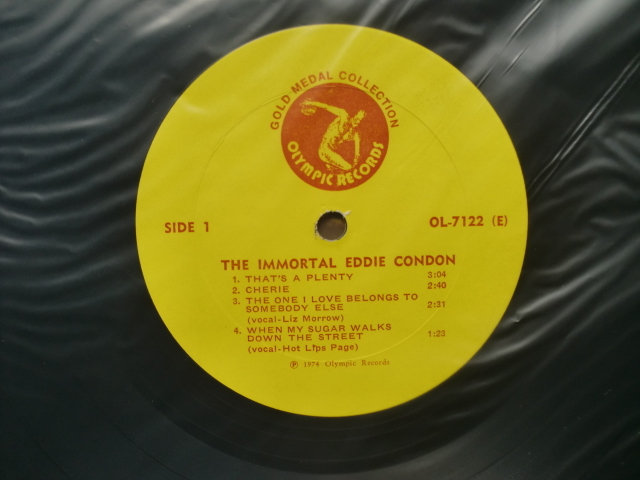 GOLD MEDAL COLLECTION
OLYMPIC RECORDS
SIDE 1
OL-7122 (E)
THE IMMORTAL EDDIE CONDON
1. THAT'S A PLENTY 3:04
2. CHERIE 2:40
3. THE ONE I LOVE BELONGS TO
SOMEBODY ELSE 2:31
(vocal-Liz Morrow)
4. WHEN MY SUGAR WALKS
DOWN THE STREET 1:23
(vocal-Hot Lips Page)
℗ 1974 Olympic Records